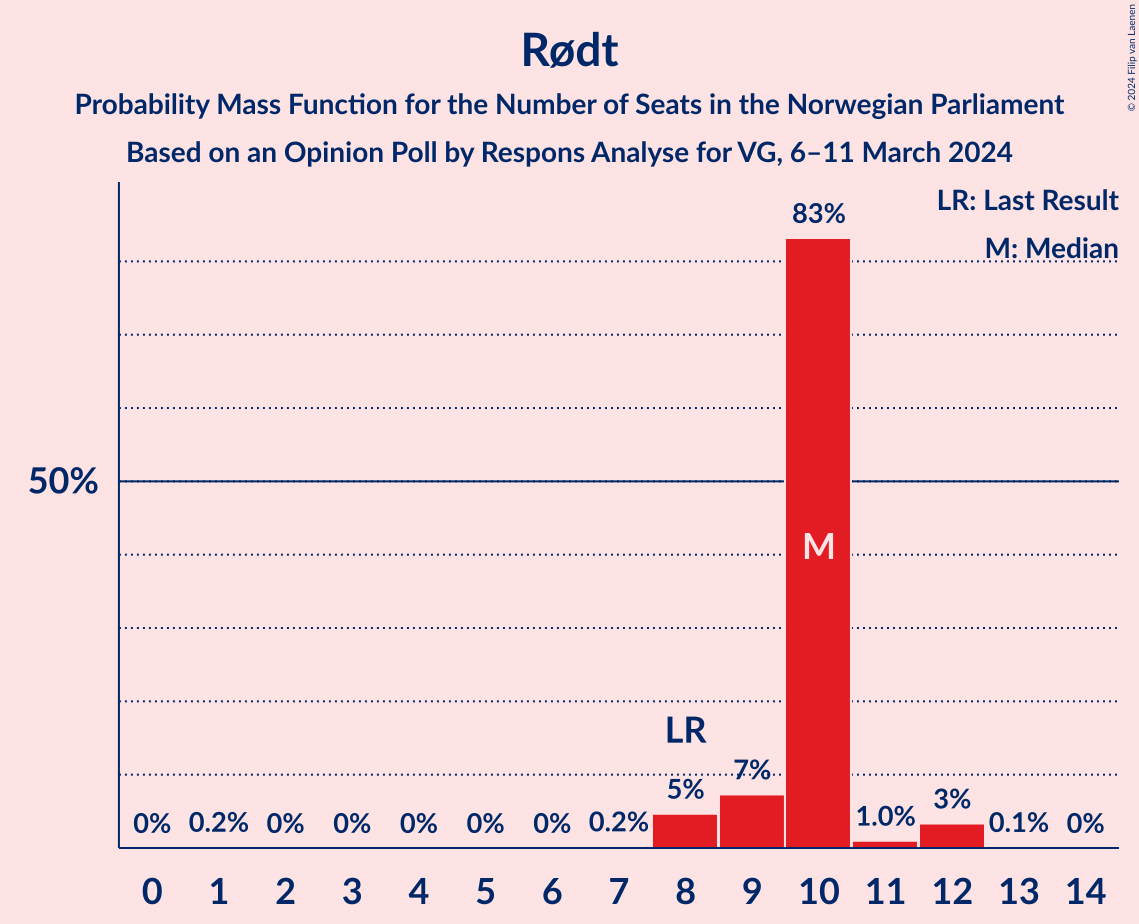 Rødt
Probability Mass Function for the Number of Seats in the Norwegian Parliament
Based on an Opinion Poll by Respons Analyse for VG, 6–11 March 2024
© 2024 Filip van Laenen
LR: Last Result
M: Median
50%
0% 0.2% 0% 0% 0% 0% 0% 0.2% 5% 7% 83% 1.0% 3% 0.1% 0%
LR
M
0 1 2 3 4 5 6 7 8 9 10 11 12 13 14